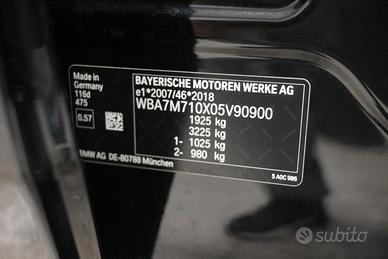 Made in
Germany
116d
475
0.57
BAYERISCHE MOTOREN WERKE AG
e1*2007/46*2018
WBA7M710X05V90900
1925 kg
3225 kg
1- 1025 kg
2- 980 kg
BMW AG DE-80788 München
5 A0C 986
subito